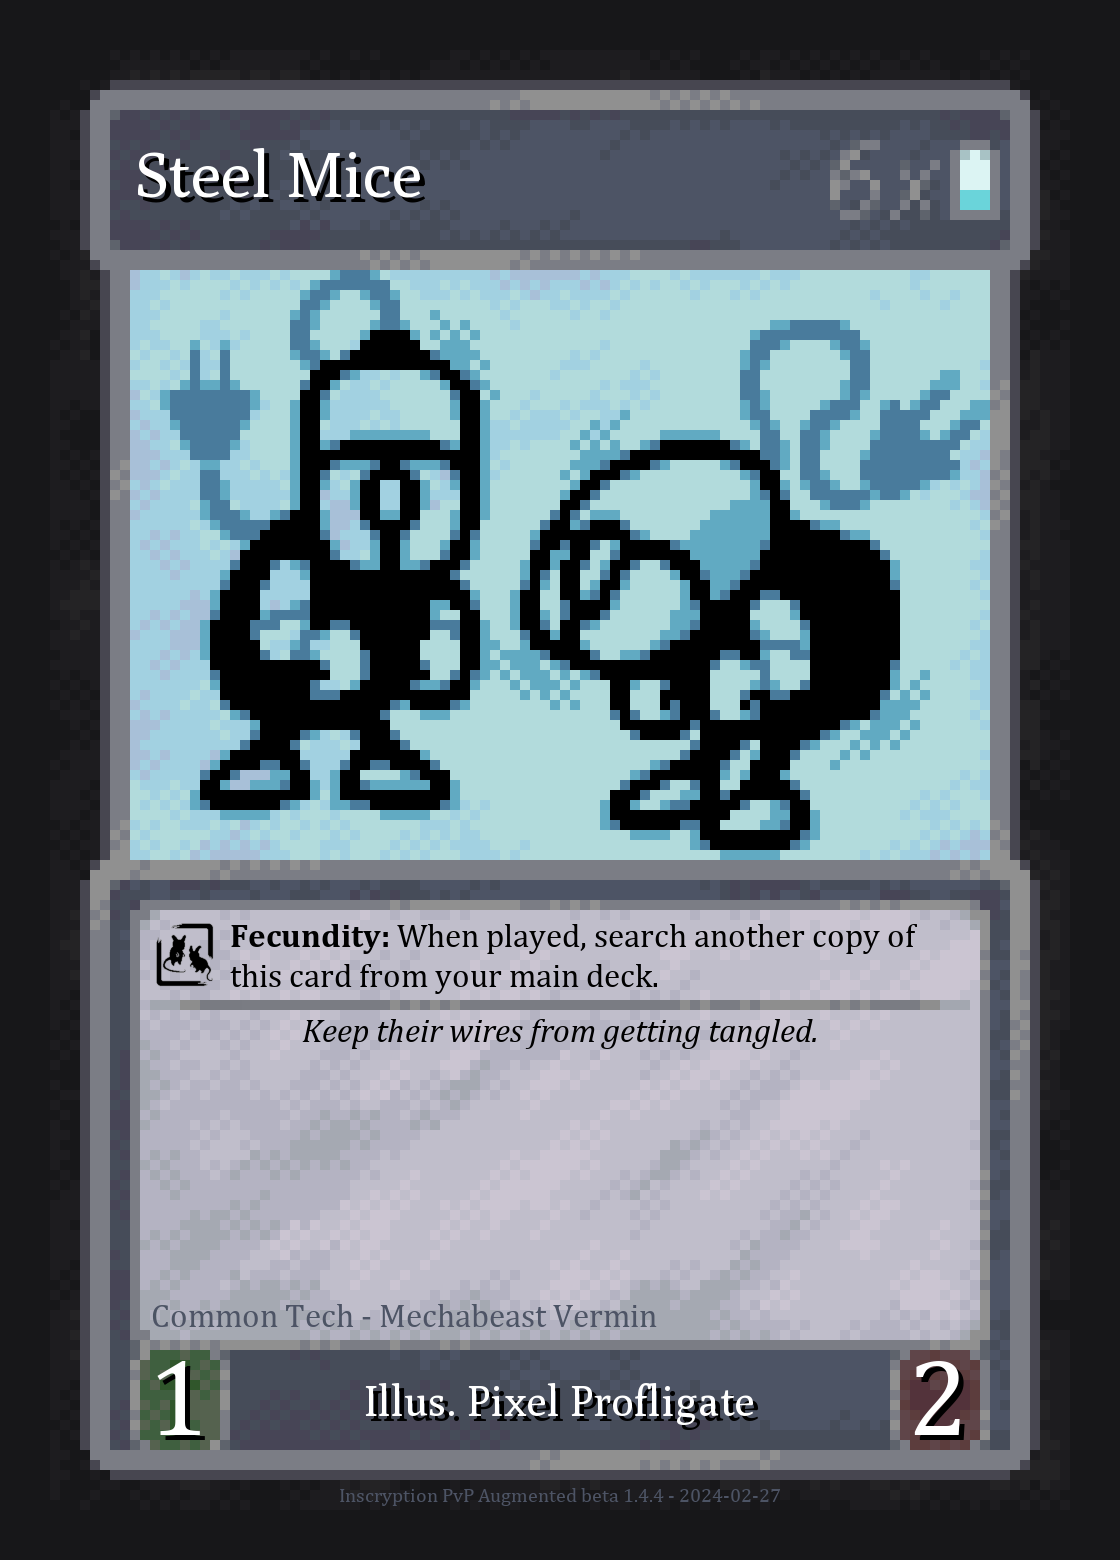 Steel Mice
6x
Fecundity: When played, search another copy of
this card from your main deck.
Keep their wires from getting tangled.
Common Tech - Mechabeast Vermin
1
Illus. Pixel Profligate
2
Inscryption PvP Augmented beta 1.4.4 - 2024-02-27